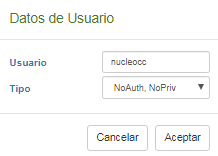 Datos de Usuario
Usuario nucleocc
Tipo NoAuth, NoPriv
Cancelar Aceptar